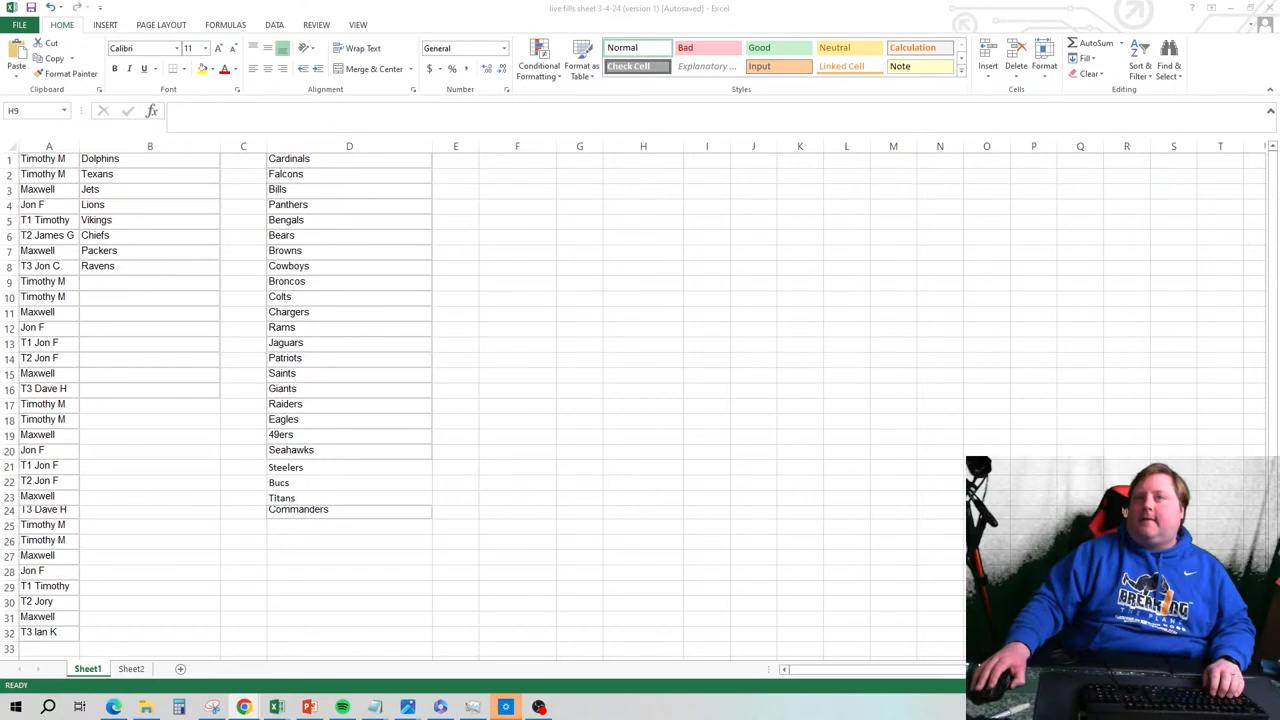 live fills sheet 3-4-24 (version 1) [Autosaved] - Excel
FILE HOME INSERT PAGE LAYOUT FORMULAS DATA REVIEW VIEW
Paste
Cut
Copy
Format Painter
Clipboard
Calibri 11
B I U
Font
Wrap Text
Merge & Center
Alignment
General
$ % ,
Number
Conditional Formatting
Format as Table
Normal Bad Good Neutral Calculation
Check Cell Explanatory ... Input Linked Cell Note
Styles
Insert Delete Format
Cells
AutoSum
Fill
Clear
Sort & Filter
Find & Select
Editing
H9
A B C D E F G H I J K L M N O P Q R S T
1 Timothy M Dolphins Cardinals
2 Timothy M Texans Falcons
3 Maxwell Jets Bills
4 Jon F Lions Panthers
5 T1 Timothy Vikings Bengals
6 T2 James G Chiefs Bears
7 Maxwell Packers Browns
8 T3 Jon C Ravens Cowboys
9 Timothy M Broncos
10 Timothy M Colts
11 Maxwell Chargers
12 Jon F Rams
13 T1 Jon F Jaguars
14 T2 Jon F Patriots
15 Maxwell Saints
16 T3 Dave H Giants
17 Timothy M Raiders
18 Timothy M Eagles
19 Maxwell 49ers
20 Jon F Seahawks
21 T1 Jon F Steelers
22 T2 Jon F Bucs
23 Maxwell Titans
24 T3 Dave H Commanders
25 Timothy M
26 Timothy M
27 Maxwell
28 Jon F
29 T1 Timothy
30 T2 Jory
31 Maxwell
32 T3 Ian K
33
BREAKING
THE PLANE
Sheet1 Sheet2
READY